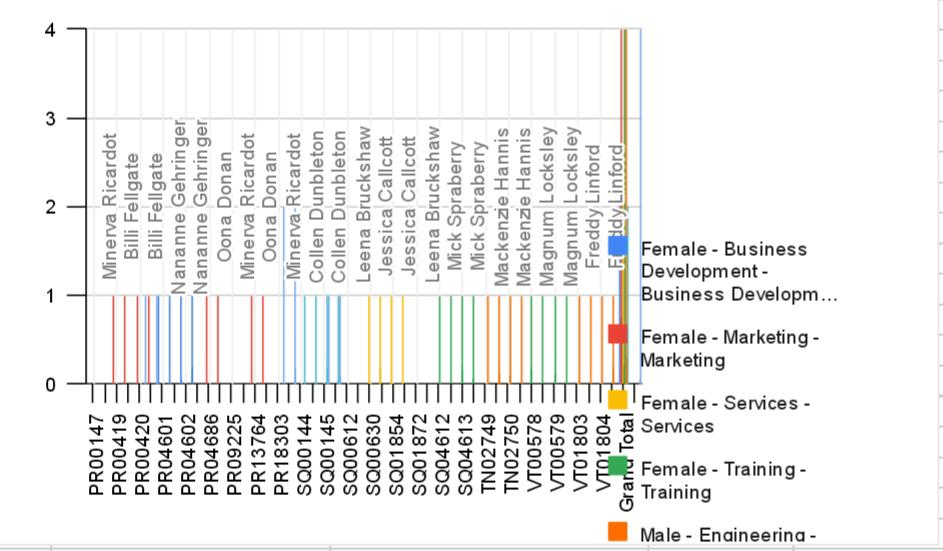 4
3
2
1
0
Minerva Ricardot
Billi Fellgate
Billi Fellgate
Nananne Gehringer
Nananne Gehringer
Oona Donan
Minerva Ricardot
Oona Donan
Minerva Ricardot
Collen Dunbleton
Collen Dunbleton
Leena Bruckshaw
Jessica Callcott
Jessica Callcott
Leena Bruckshaw
Mick Spraberry
Mick Spraberry
Mackenzie Hannis
Mackenzie Hannis
Magnum Locksley
Magnum Locksley
Freddy Linford
Freddy Linford
PR00147
PR00419
PR00420
PR04601
PR04602
PR04686
PR09225
PR13764
PR18303
SQ00144
SQ00145
SQ00612
SQ00630
SQ01854
SQ01872
SQ04612
SQ04613
TN02749
TN02750
VT00578
VT00579
VT01803
VT01804
Grand Total
Female - Business
Development -
Business Developm…
Female - Marketing -
Marketing
Female - Services -
Services
Female - Training -
Training
Male - Engineering -